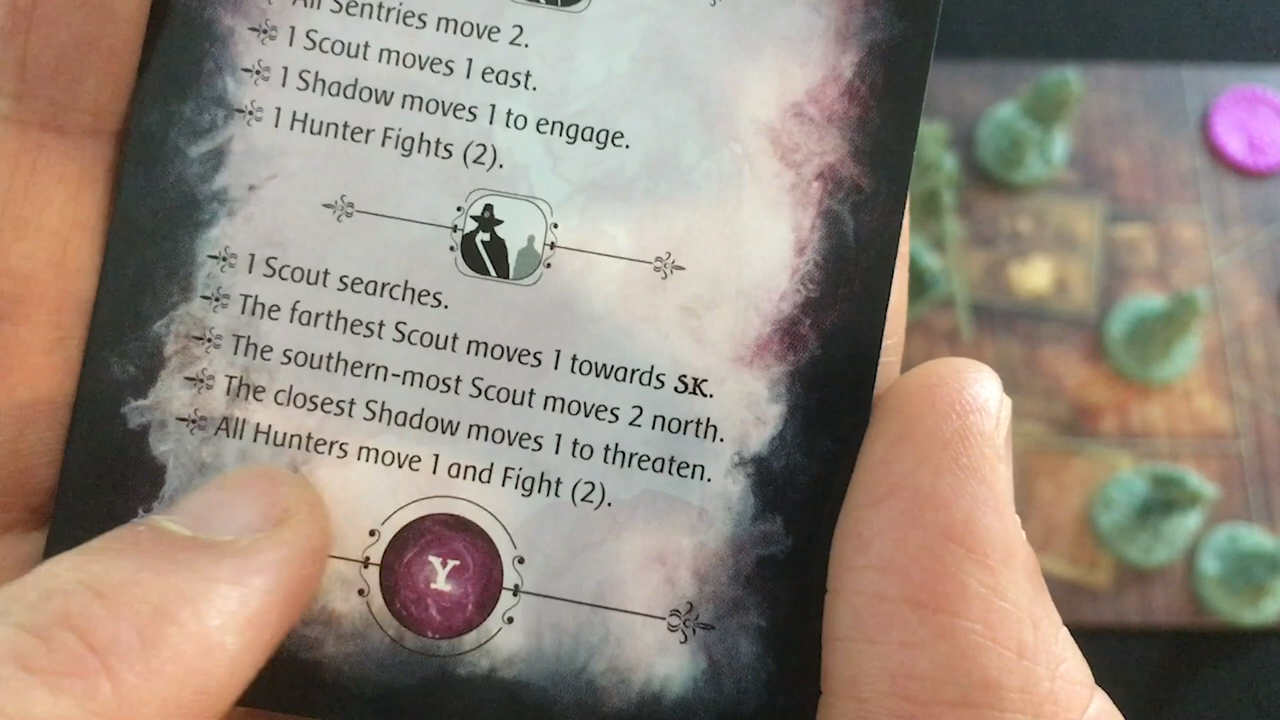 All Sentries move 2.
1 Scout moves 1 east.
1 Shadow moves 1 to engage.
1 Hunter Fights (2).
1 Scout searches.
The farthest Scout moves 1 towards SK.
The southern-most Scout moves 2 north.
The closest Shadow moves 1 to threaten.
All Hunters move 1 and Fight (2).
Y